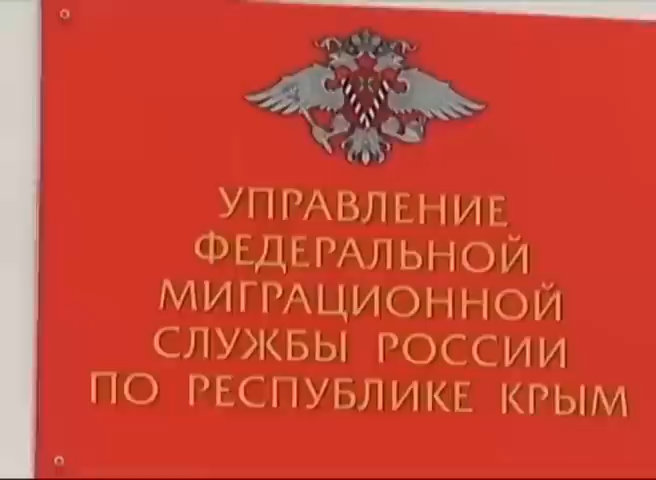 УПРАВЛЕНИЕ
ФЕДЕРАЛЬНОЙ
МИГРАЦИОННОЙ
СЛУЖБЫ РОССИИ
ПО РЕСПУБЛИКЕ КРЫМ